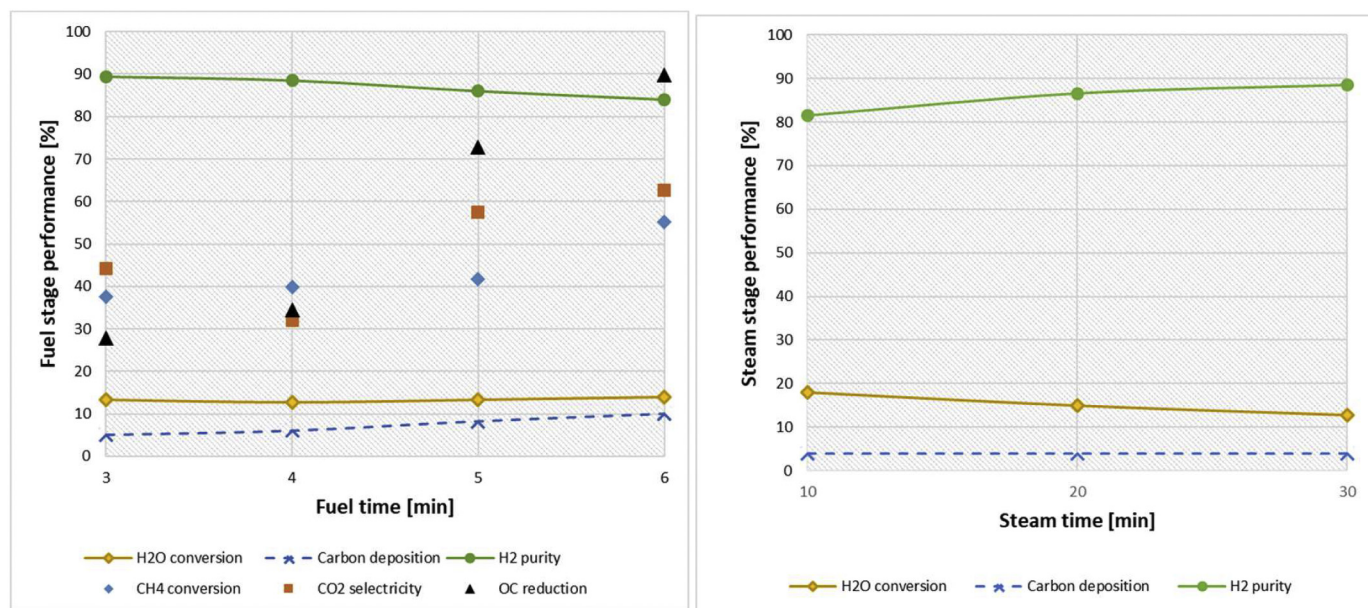 Fuel stage performance [%]
100
90
80
70
60
50
40
30
20
10
0
3 4 5 6
Fuel time [min]
H2O conversion Carbon deposition H2 purity
CH4 conversion CO2 selectricity OC reduction
Steam stage performance [%]
100
90
80
70
60
50
40
30
20
10
0
10 20 30
Steam time [min]
H2O conversion Carbon deposition H2 purity